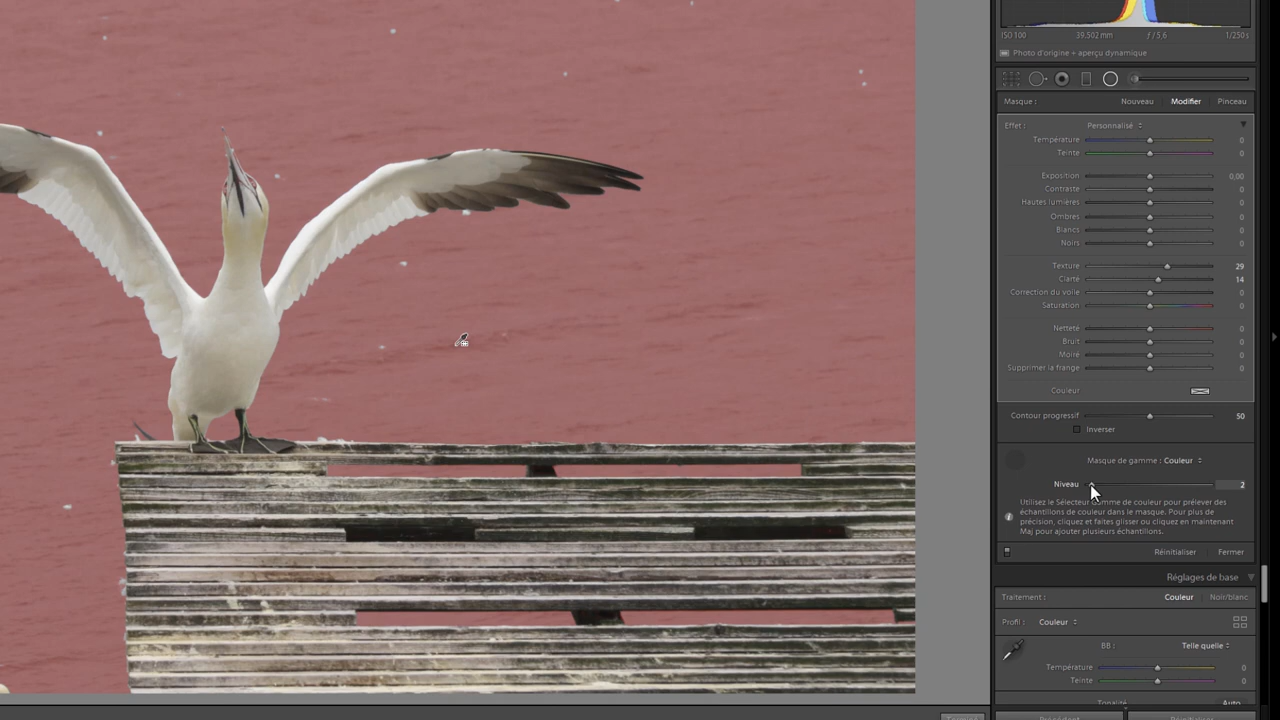 ISO 100 39,502 mm ƒ / 5,6 1/250 s
Photo d'origine + aperçu dynamique
Masque : Nouveau Modifier Pinceau
Effet : Personnalisé
Température 0
Teinte 0
Exposition 0,00
Contraste 0
Hautes lumières 0
Ombres 0
Blancs 0
Noirs 0
Texture 29
Clarté 14
Correction du voile 0
Saturation 0
Netteté 0
Bruit 0
Moiré 0
Supprimer la frange 0
Couleur
Contour progressif 50
Inverser
Masque de gamme : Couleur
Niveau 2
Utilisez le Sélecteur gamme de couleur pour prélever des
échantillons de couleur dans le masque. Pour plus de
précision, cliquez et faites glisser ou cliquez en maintenant
Maj pour ajouter plusieurs échantillons.
Réinitialiser Fermer
Réglages de base
Traitement : Couleur Noir/blanc
Profil : Couleur
BB : Telle quelle
Température 0
Teinte 0
Tonalité Auto